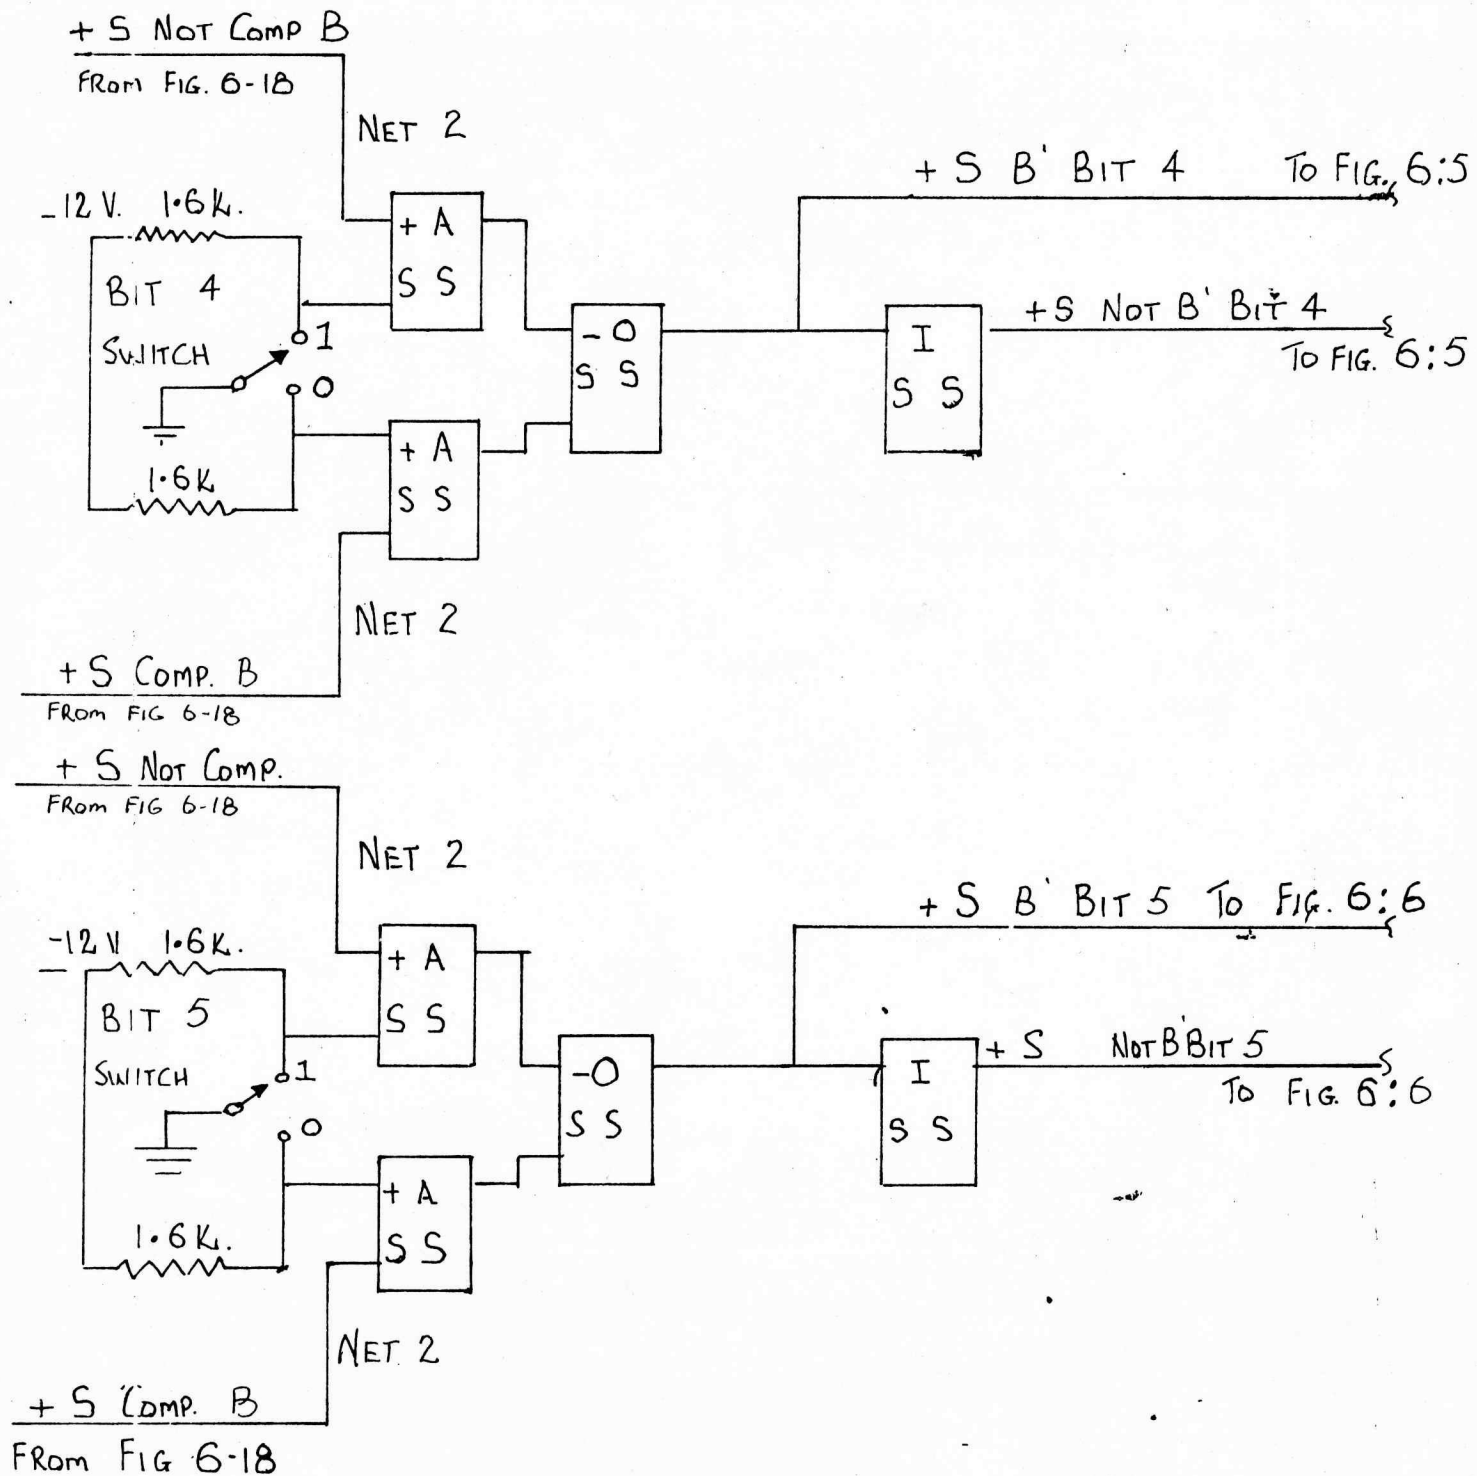 + S NOT COMP B
FROM FIG. 6-18
NET 2
+ S B' BIT 4 TO FIG. 6:5
-12 V. 1.6K.
+ A
S S
BIT 4
SWITCH
1
0
- O
S S
I
S S
+S NOT B' BIT 4
TO FIG. 6:5
1.6K
+ A
S S
NET 2
+ S COMP. B
FROM FIG 6-18
+ S NOT COMP.
FROM FIG 6-18
NET 2
+ S B' BIT 5 TO FIG. 6:6
-12 V 1.6K.
+ A
S S
BIT 5
SWITCH
1
0
-O
S S
I
S S
+ S NOT B' BIT 5
TO FIG. 6:6
1.6K.
+ A
S S
NET 2
+ S COMP. B
FROM FIG 6-18